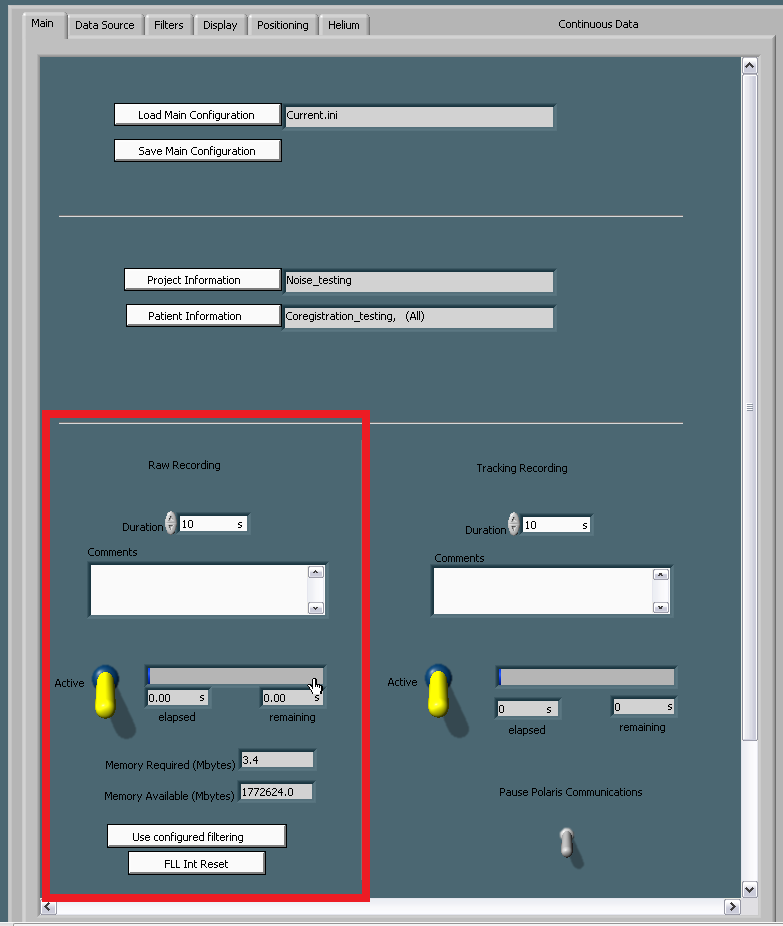 Main Data Source Filters Display Positioning Helium Continuous Data
Load Main Configuration Current.ini
Save Main Configuration
Project Information Noise_testing
Patient Information Coregistration_testing, (All)
Raw Recording
Duration 10 s
Comments
Active
0.00 s 0.00 s
elapsed remaining
Memory Required (Mbytes) 3.4
Memory Available (Mbytes) 1772624.0
Use configured filtering
FLL Int Reset
Tracking Recording
Duration 10 s
Comments
Active
0 s 0 s
elapsed remaining
Pause Polaris Communications